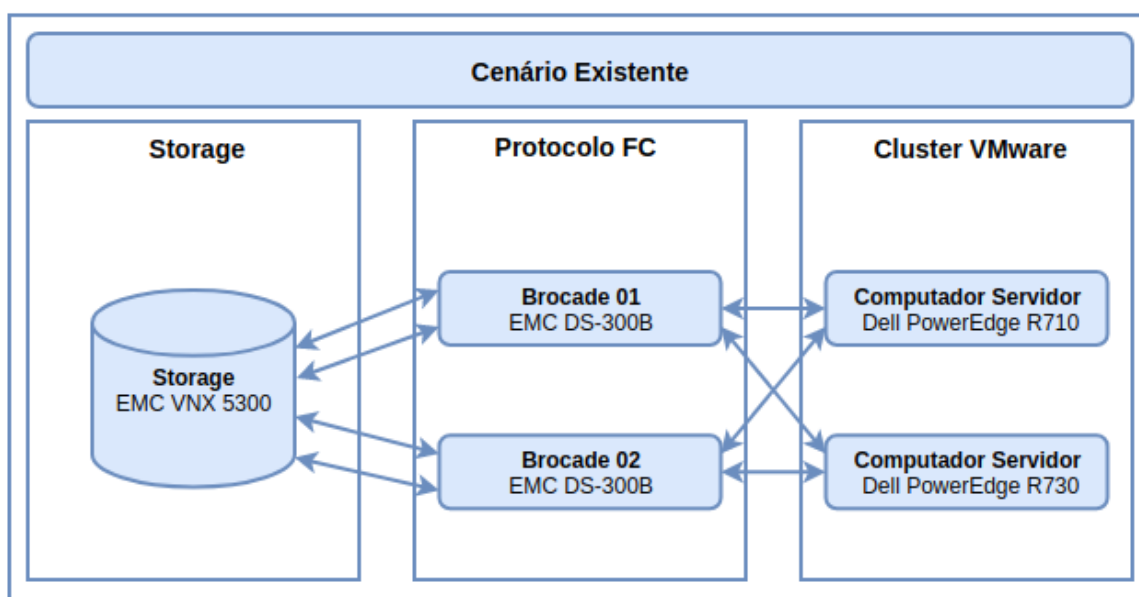 Cenário Existente
Storage
Protocolo FC
Cluster VMware
Storage
EMC VNX 5300
Brocade 01
EMC DS-300B
Brocade 02
EMC DS-300B
Computador Servidor
Dell PowerEdge R710
Computador Servidor
Dell PowerEdge R730